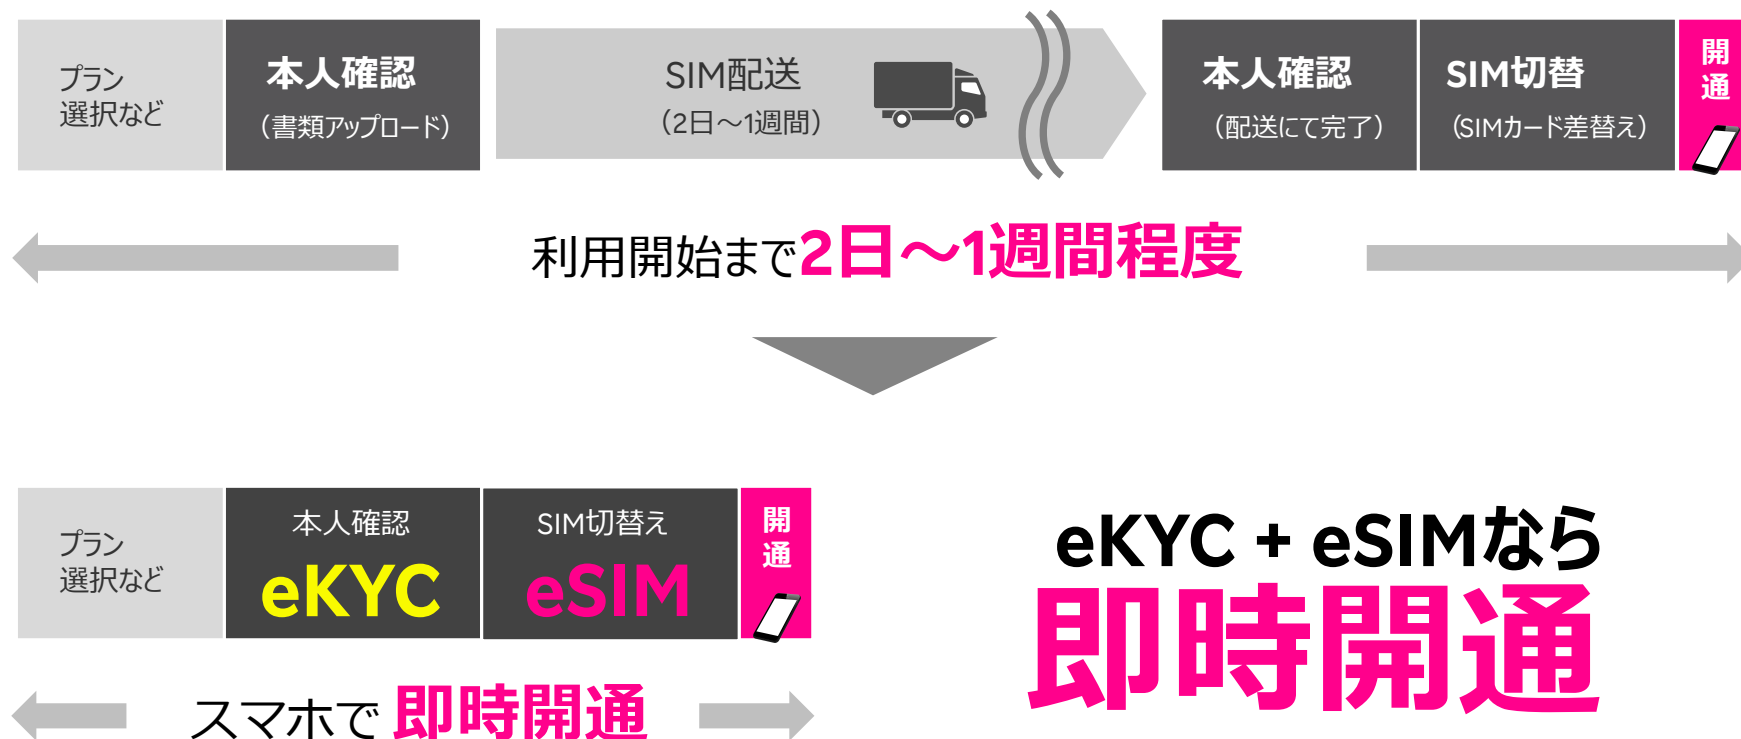 プラン
選択など
本人確認
（書類アップロード）
SIM配送
（2日～1週間）
本人確認
（配送にて完了）
SIM切替
（SIMカード差替え）
開通
利用開始まで2日～1週間程度
プラン
選択など
本人確認
eKYC
SIM切替え
eSIM
開通
スマホで 即時開通
eKYC + eSIMなら
即時開通